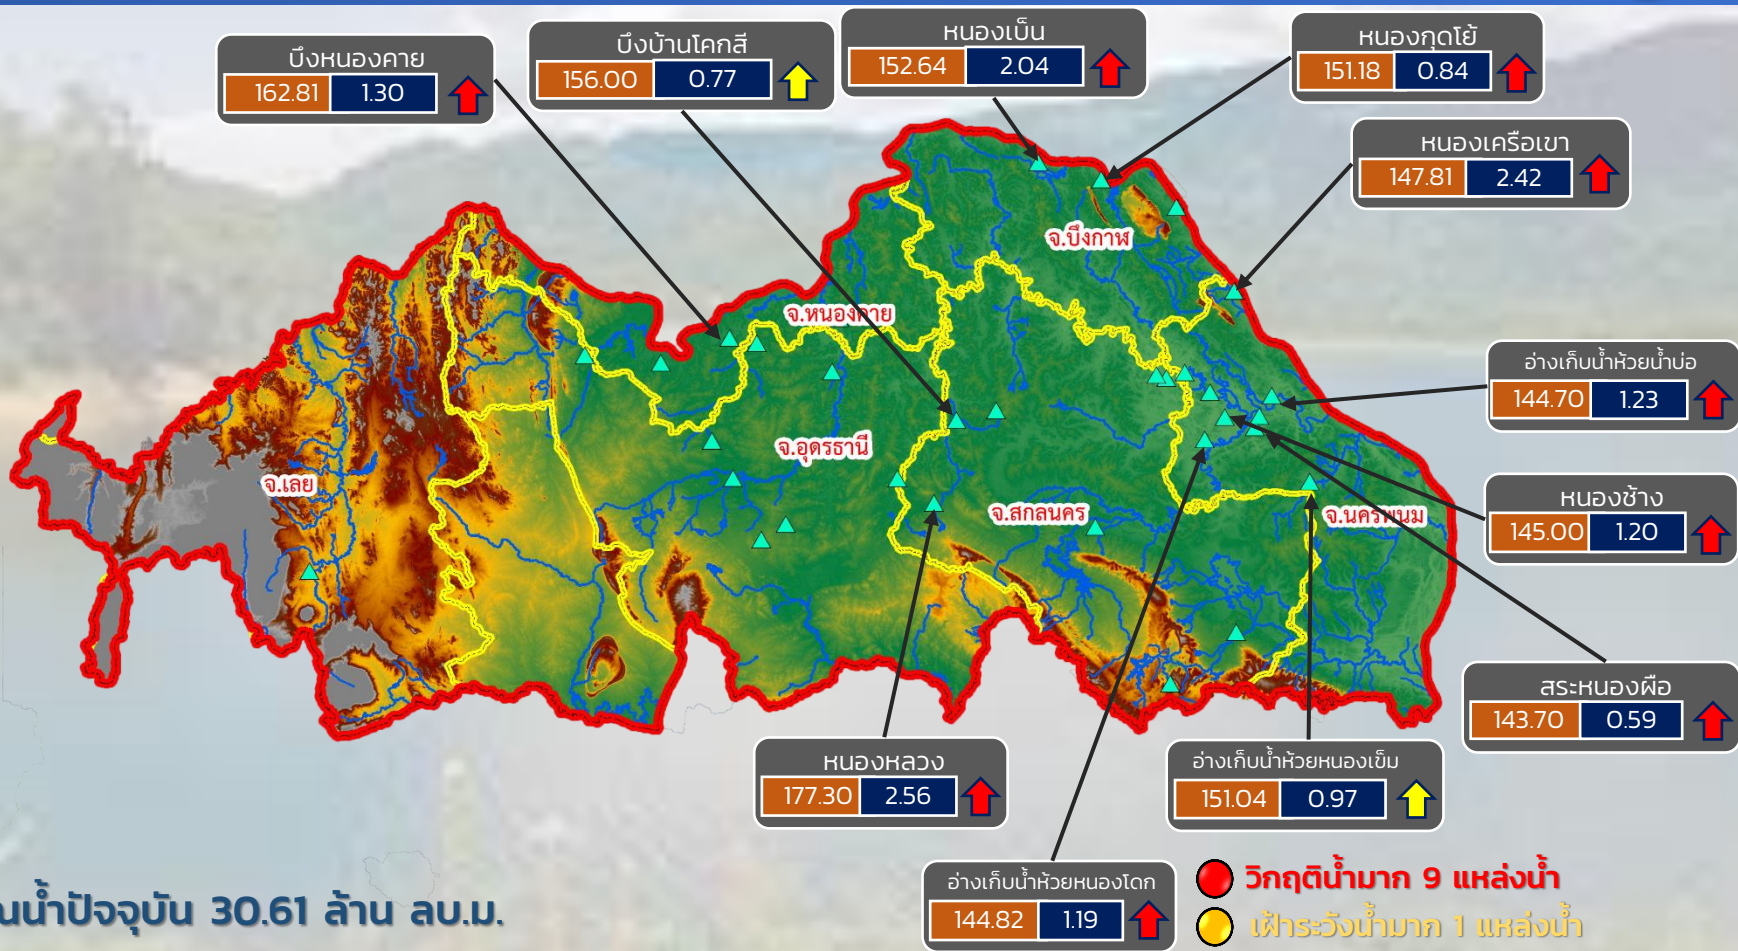 บึงหนองคาย
162.81 1.30
บึงบ้านโคกสี
156.00 0.77
หนองเบ็น
152.64 2.04
หนองกุดโย้
151.18 0.84
หนองเครือเขา
147.81 2.42
จ.บึงกาฬ
จ.หนองคาย
จ.อุดรธานี
จ.เลย
จ.สกลนคร
จ.นครพนม
อ่างเก็บน้ำห้วยน้ำบ่อ
144.70 1.23
หนองช้าง
145.00 1.20
สระหนองผือ
143.70 0.59
หนองหลวง
177.30 2.56
อ่างเก็บน้ำห้วยหนองเข็ม
151.04 0.97
อ่างเก็บน้ำห้วยหนองโดก
144.82 1.19
วิกฤติน้ำมาก 9 แหล่งน้ำ
เฝ้าระวังน้ำมาก 1 แหล่งน้ำ
ณน้ำปัจจุบัน 30.61 ล้าน ลบ.ม.